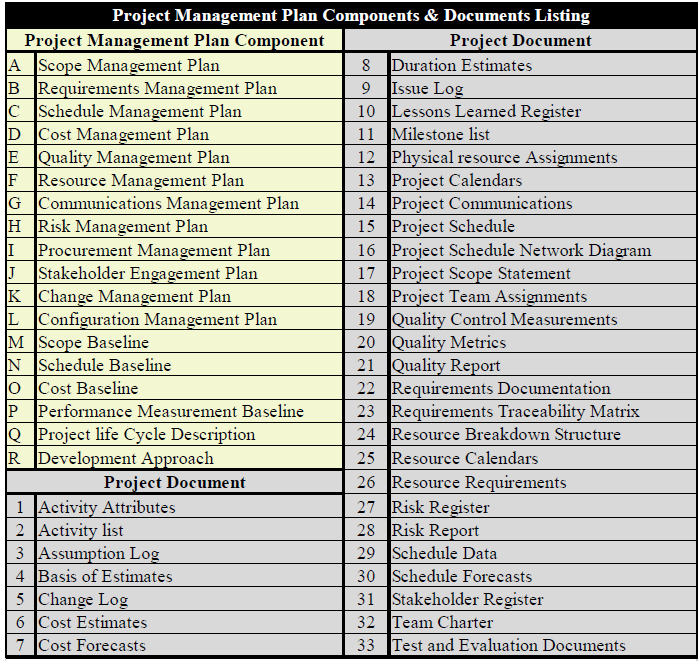 Project Management Plan Components & Documents Listing
Project Management Plan Component
A Scope Management Plan
B Requirements Management Plan
C Schedule Management Plan
D Cost Management Plan
E Quality Management Plan
F Resource Management Plan
G Communications Management Plan
H Risk Management Plan
I Procurement Management Plan
J Stakeholder Engagement Plan
K Change Management Plan
L Configuration Management Plan
M Scope Baseline
N Schedule Baseline
O Cost Baseline
P Performance Measurement Baseline
Q Project life Cycle Description
R Development Approach
Project Document
1 Activity Attributes
2 Activity list
3 Assumption Log
4 Basis of Estimates
5 Change Log
6 Cost Estimates
7 Cost Forecasts
Project Document
8 Duration Estimates
9 Issue Log
10 Lessons Learned Register
11 Milestone list
12 Physical resource Assignments
13 Project Calendars
14 Project Communications
15 Project Schedule
16 Project Schedule Network Diagram
17 Project Scope Statement
18 Project Team Assignments
19 Quality Control Measurements
20 Quality Metrics
21 Quality Report
22 Requirements Documentation
23 Requirements Traceability Matrix
24 Resource Breakdown Structure
25 Resource Calendars
26 Resource Requirements
27 Risk Register
28 Risk Report
29 Schedule Data
30 Schedule Forecasts
31 Stakeholder Register
32 Team Charter
33 Test and Evaluation Documents